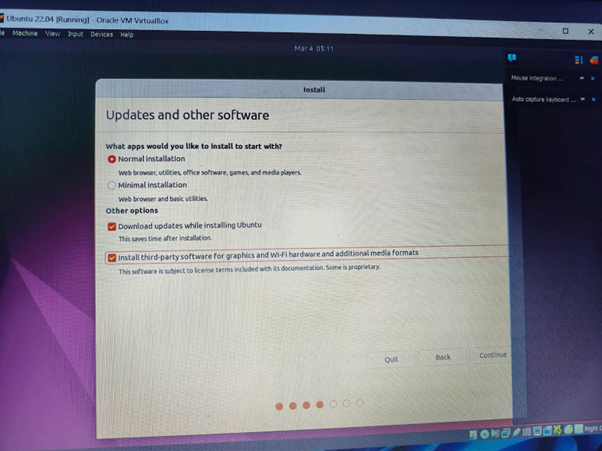 Ubuntu 22.04 [Running] - Oracle VM VirtualBox
Machine View Input Devices Help
Mar 4 05:11
Mouse integration ...
Auto capture keyboard ...
Install
Updates and other software
What apps would you like to install to start with?
Normal installation
Web browser, utilities, office software, games, and media players.
Minimal installation
Web browser and basic utilities.
Other options
Download updates while installing Ubuntu
This saves time after installation.
Install third-party software for graphics and Wi-Fi hardware and additional media formats
This software is subject to license terms included with its documentation. Some is proprietary.
Quit Back Continue
Right